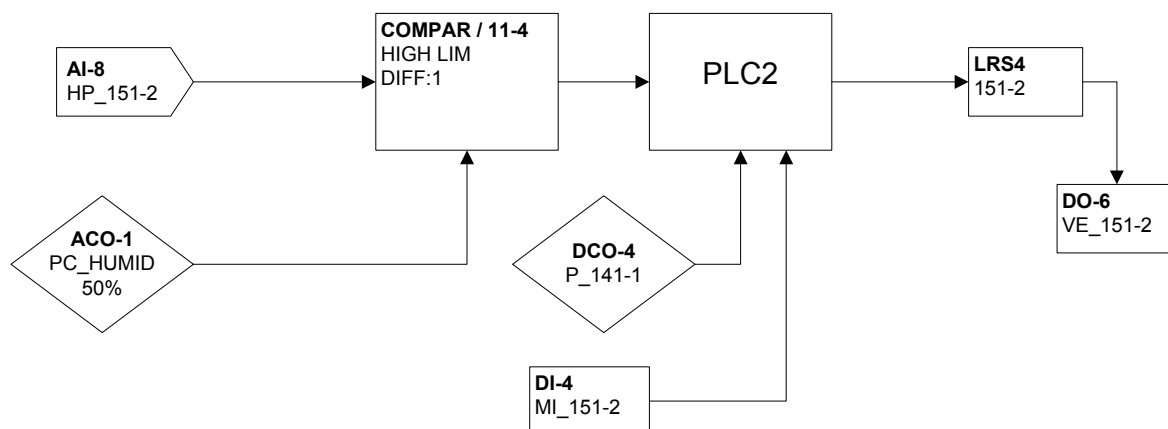 AI-8
HP_151-2
COMPAR / 11-4
HIGH LIM
DIFF:1
PLC2
LRS4
151-2
DO-6
VE_151-2
ACO-1
PC_HUMID
50%
DCO-4
P_141-1
DI-4
MI_151-2